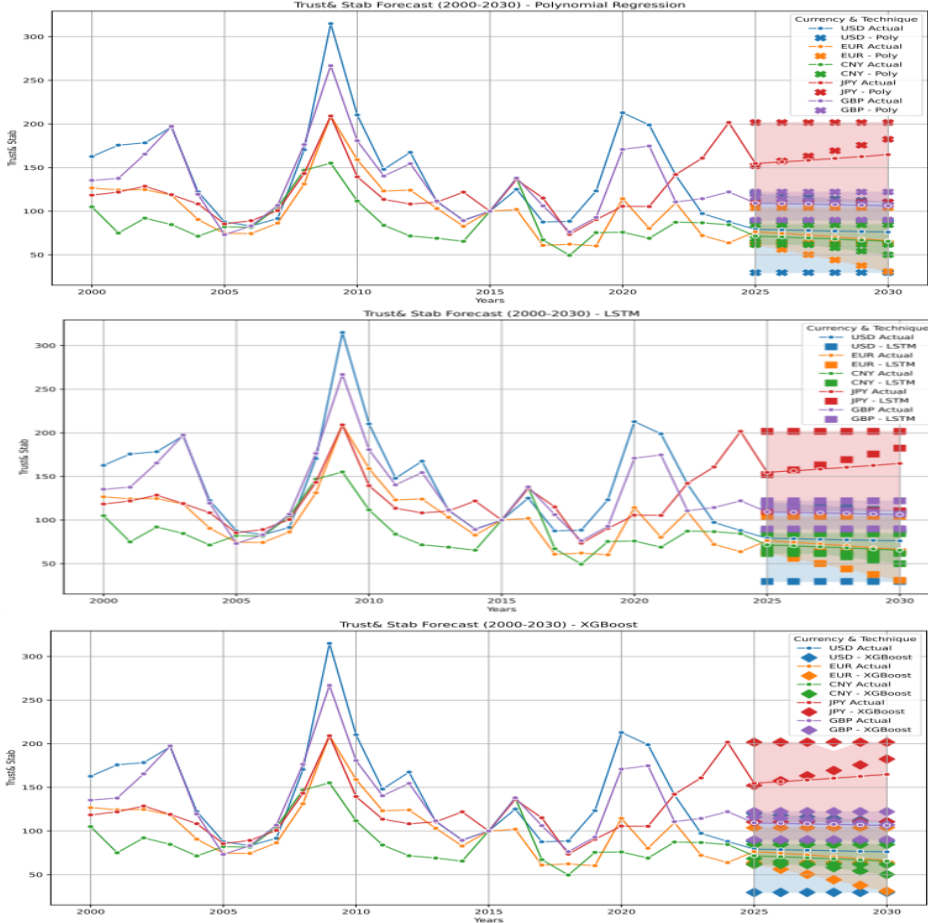 Trust& Stab Forecast (2000-2030) - Polynomial Regression
Currency & Technique
USD Actual
USD - Poly
EUR Actual
EUR - Poly
CNY Actual
CNY - Poly
JPY Actual
JPY - Poly
GBP Actual
GBP - Poly
Trust& Stab
300
250
200
150
100
50
2000
2005
2010
2015
2020
2025
2030
Years
Trust& Stab Forecast (2000-2030) - LSTM
Currency & Technique
USD Actual
USD - LSTM
EUR Actual
EUR - LSTM
CNY Actual
CNY - LSTM
JPY Actual
JPY - LSTM
GBP Actual
GBP - LSTM
Trust& Stab
300
250
200
150
100
50
2000
2005
2010
2015
2020
2025
2030
Years
Trust& Stab Forecast (2000-2030) - XGBoost
Currency & Technique
USD Actual
USD - XGBoost
EUR Actual
EUR - XGBoost
CNY Actual
CNY - XGBoost
JPY Actual
JPY - XGBoost
GBP Actual
GBP - XGBoost
Trust& Stab
300
250
200
150
100
50
2000
2005
2010
2015
2020
2025
2030
Years